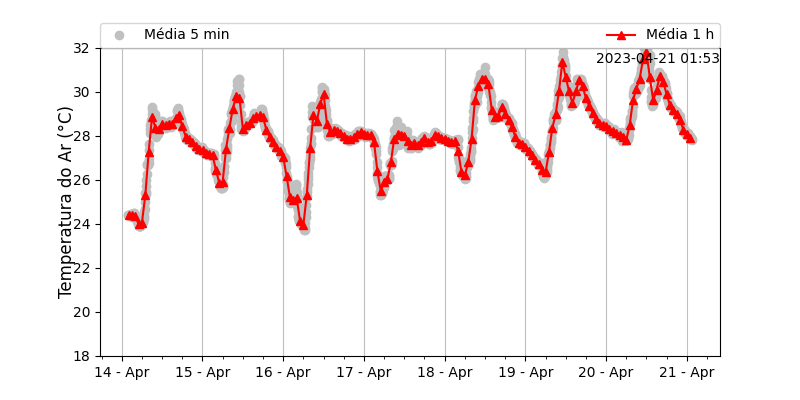 Média 5 min
Média 1 h
2023-04-21 01:53
Temperatura do Ar (°C)
32
30
28
26
24
22
20
18
14 - Apr
15 - Apr
16 - Apr
17 - Apr
18 - Apr
19 - Apr
20 - Apr
21 - Apr